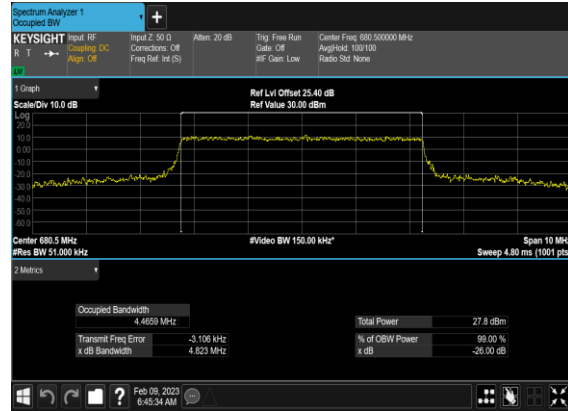 Spectrum Analyzer 1
Occupied BW
+
KEYSIGHT Input: RF Input Z: 50 Ω Atten: 20 dB Trig: Free Run Center Freq: 680.500000 MHz
R T Coupling: DC Corrections: Off Gate: Off Avg|Hold: 100/100
Align: Off Freq Ref: Int (S) #IF Gain: Low Radio Std: None
1 Graph
Scale/Div 10.0 dB
Ref Lvl Offset 25.40 dB
Ref Value 30.00 dBm
Log
20.0
10.0
0.00
-10.0
-20.0
-30.0
-40.0
-50.0
-60.0
Center 680.5 MHz #Video BW 150.00 kHz* Span 10 MHz
#Res BW 51.000 kHz Sweep 4.80 ms (1001 pts
2 Metrics
Occupied Bandwidth
4.4659 MHz
Total Power 27.8 dBm
Transmit Freq Error -3.106 kHz % of OBW Power 99.00 %
x dB Bandwidth 4.823 MHz x dB -26.00 dB
? Feb 09, 2023
6:45:34 AM